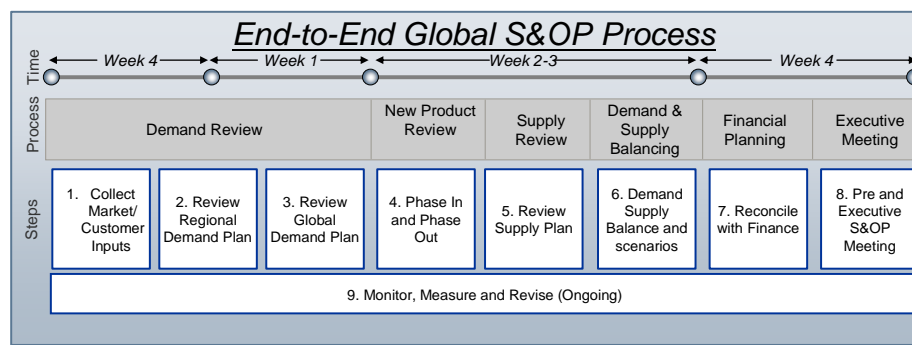 End-to-End Global S&OP Process
Time
Week 4
Week 1
Week 2-3
Week 4
Process
Demand Review
New Product
Review
Supply
Review
Demand &
Supply
Balancing
Financial
Planning
Executive
Meeting
Steps
1. Collect
Market/
Customer
Inputs
2. Review
Regional
Demand Plan
3. Review
Global
Demand Plan
4. Phase In
and Phase
Out
5. Review
Supply Plan
6. Demand
Supply
Balance and
scenarios
7. Reconcile
with Finance
8. Pre and
Executive
S&OP
Meeting
9. Monitor, Measure and Revise (Ongoing)